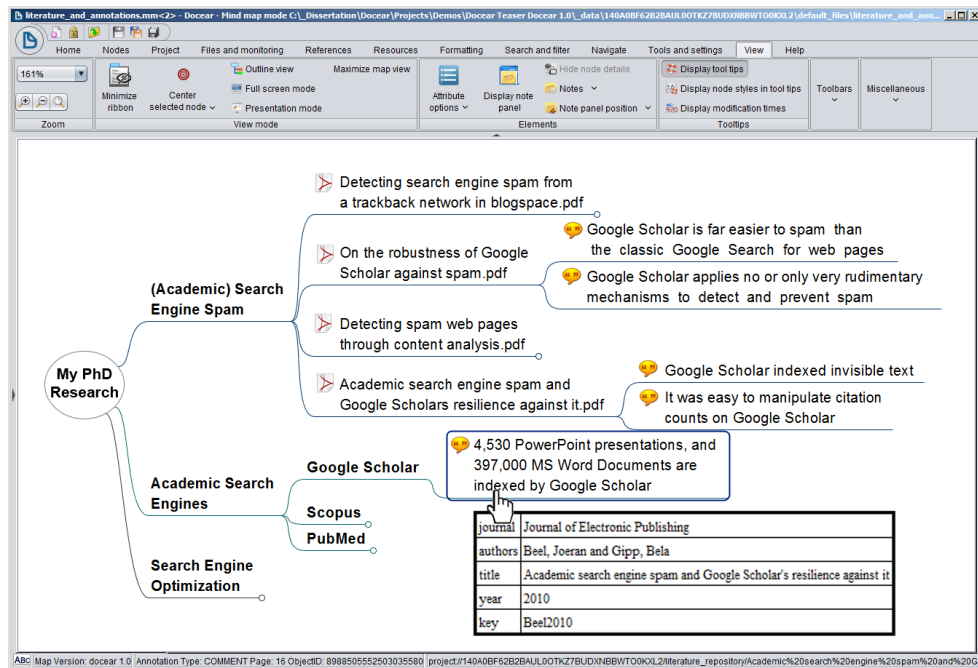 literature_and_annotations.mm<2> - Docear - Mind map mode C:\_Dissertation\Docear\Projects\Demos\Docear Teaser Docear 1.0\_data\140A0BF62B2BAUL0OTKZ7BUDXNBBWTO0KXL2\default_files\literature_and_ann...
Home Nodes Project Files and monitoring References Resources Formatting Search and filter Navigate Tools and settings View Help
161%
Zoom
Minimize ribbon
Center selected node
Outline view
Full screen mode
Presentation mode
Maximize map view
View mode
Attribute options
Display note panel
Hide node details
Notes
Note panel position
Elements
Display tool tips
Display node styles in tool tips
Display modification times
Tooltips
Toolbars
Miscellaneous
My PhD
Research
(Academic) Search
Engine Spam
Detecting search engine spam from
a trackback network in blogspace.pdf
On the robustness of Google
Scholar against spam.pdf
Google Scholar is far easier to spam than
the classic Google Search for web pages
Google Scholar applies no or only very rudimentary
mechanisms to detect and prevent spam
Detecting spam web pages
through content analysis.pdf
Academic search engine spam and
Google Scholars resilience against it.pdf
Google Scholar indexed invisible text
It was easy to manipulate citation
counts on Google Scholar
Academic Search
Engines
Google Scholar
4,530 PowerPoint presentations, and
397,000 MS Word Documents are
indexed by Google Scholar
Scopus
PubMed
Search Engine
Optimization
journal Journal of Electronic Publishing
authors Beel, Joeran and Gipp, Bela
title Academic search engine spam and Google Scholar's resilience against it
year 2010
key Beel2010
ABC Map Version: docear 1.0 Annotation Type: COMMENT Page: 16 ObjectID: 8988505552503035580 project://140A0BF62B2BAUL0OTKZ7BUDXNBBWTO0KXL2/literature_repository/Academic%20search%20engine%20spam%20and%20G